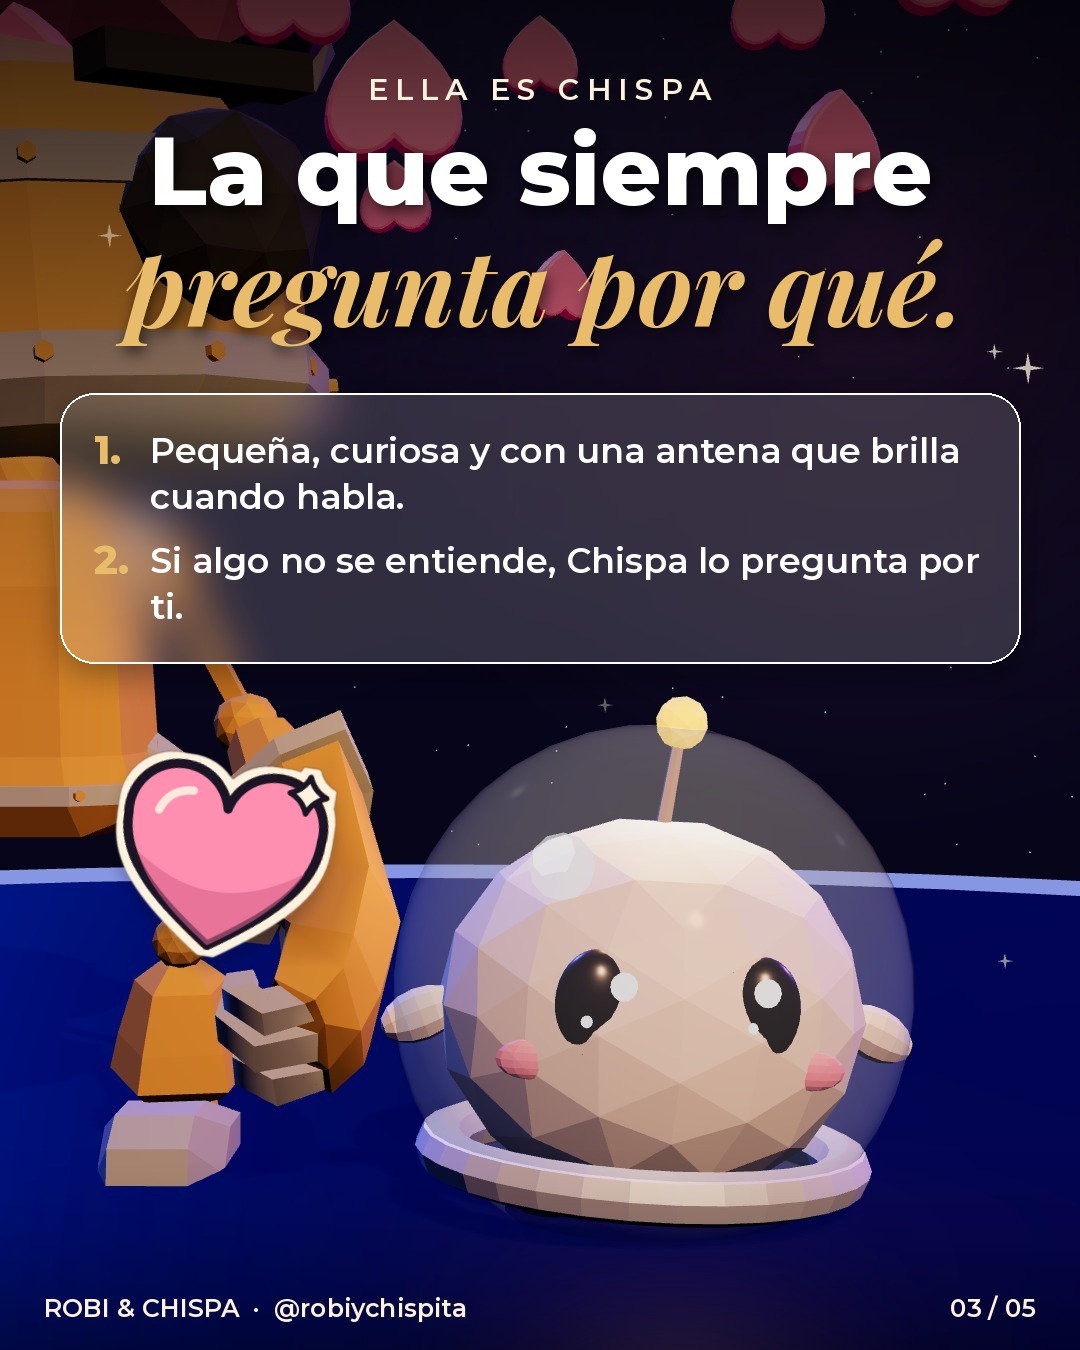 ELLA ES CHISPA
La que siempre
pregunta por qué.
1. Pequeña, curiosa y con una antena que brilla
cuando habla.
2. Si algo no se entiende, Chispa lo pregunta por
ti.
ROBI & CHISPA · @robiychispita
03 / 05